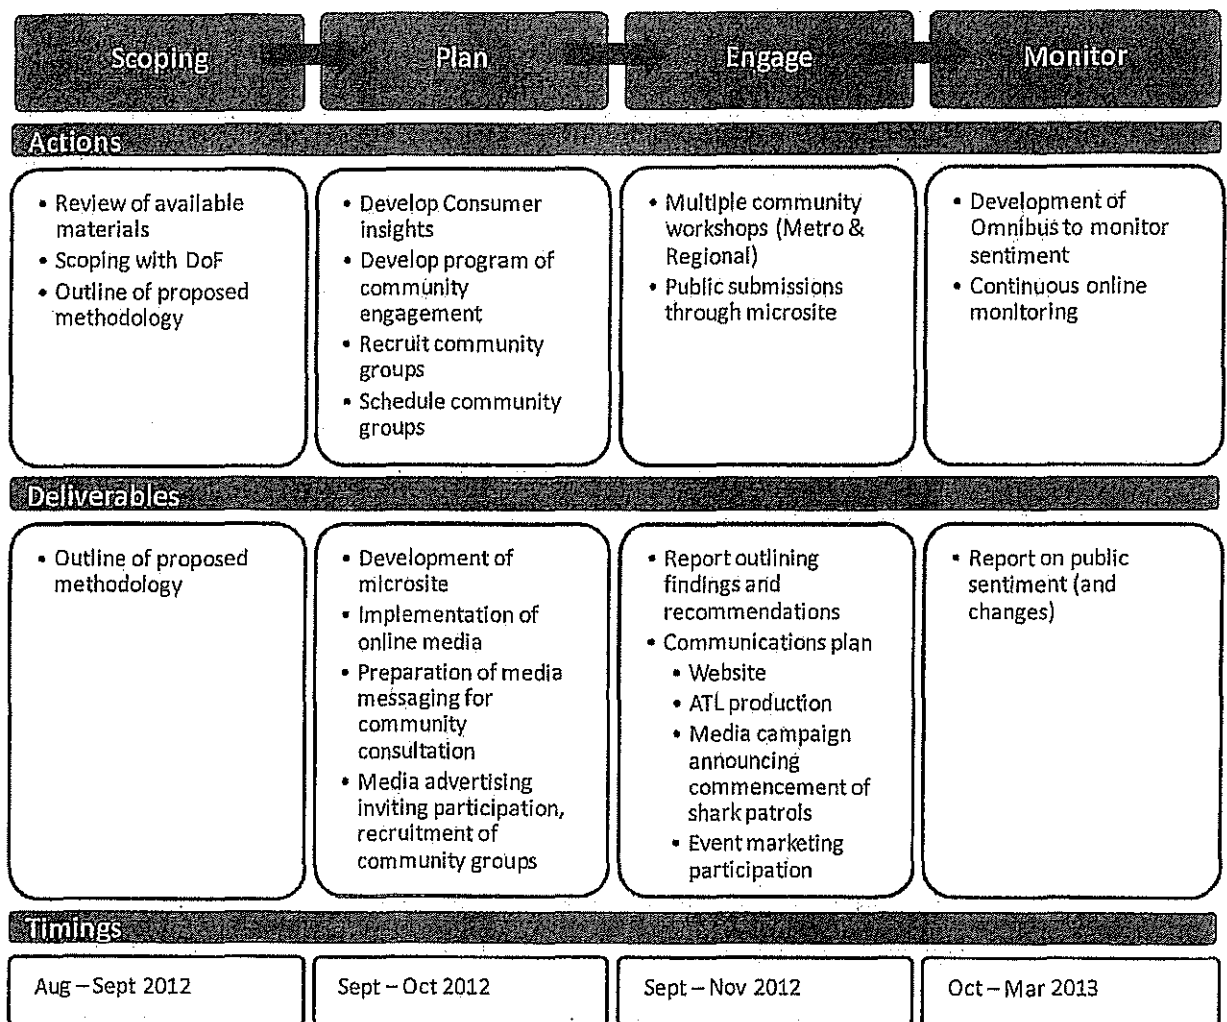 Scoping
Plan
Engage
Monitor
Actions
• Review of available
materials
• Scoping with DoF
• Outline of proposed
methodology
• Develop Consumer
insights
• Develop program of
community
engagement
• Recruit community
groups
• Schedule community
groups
• Multiple community
workshops (Metro &
Regional)
• Public submissions
through microsite
• Development of
Omnibus to monitor
sentiment
• Continuous online
monitoring
Deliverables
• Outline of proposed
methodology
• Development of
microsite
• Implementation of
online media
• Preparation of media
messaging for
community
consultation
• Media advertising
inviting participation,
recruitment of
community groups
• Report outlining
findings and
recommendations
• Communications plan
• Website
• ATL production
• Media campaign
announcing
commencement of
shark patrols
• Event marketing
participation
• Report on public
sentiment (and
changes)
Timings
Aug – Sept 2012
Sept – Oct 2012
Sept – Nov 2012
Oct – Mar 2013